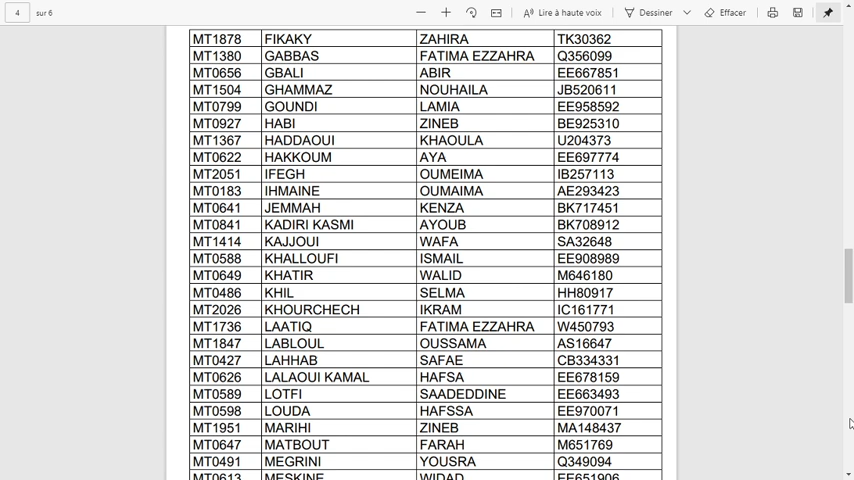 4 sur 6 Lire à haute voix Dessiner Effacer
MT1878 FIKAKY ZAHIRA TK30362
MT1380 GABBAS FATIMA EZZAHRA Q356099
MT0656 GBALI ABIR EE667851
MT1504 GHAMMAZ NOUHAILA JB520611
MT0799 GOUNDI LAMIA EE958592
MT0927 HABI ZINEB BE925310
MT1367 HADDAOUI KHAOULA U204373
MT0622 HAKKOUM AYA EE697774
MT2051 IFEGH OUMEIMA IB257113
MT0183 IHMAINE OUMAIMA AE293423
MT0641 JEMMAH KENZA BK717451
MT0841 KADIRI KASMI AYOUB BK708912
MT1414 KAJJOUI WAFA SA32648
MT0588 KHALLOUFI ISMAIL EE908989
MT0649 KHATIR WALID M646180
MT0486 KHIL SELMA HH80917
MT2026 KHOURCHECH IKRAM IC161771
MT1736 LAATIQ FATIMA EZZAHRA W450793
MT1847 LABLOUL OUSSAMA AS16647
MT0427 LAHHAB SAFAE CB334331
MT0626 LALAOUI KAMAL HAFSA EE678159
MT0589 LOTFI SAADEDDINE EE663493
MT0598 LOUDA HAFSSA EE970071
MT1951 MARIHI ZINEB MA148437
MT0647 MATBOUT FARAH M651769
MT0491 MEGRINI YOUSRA Q349094
MT0613 MESKINE WIDAD EE651906